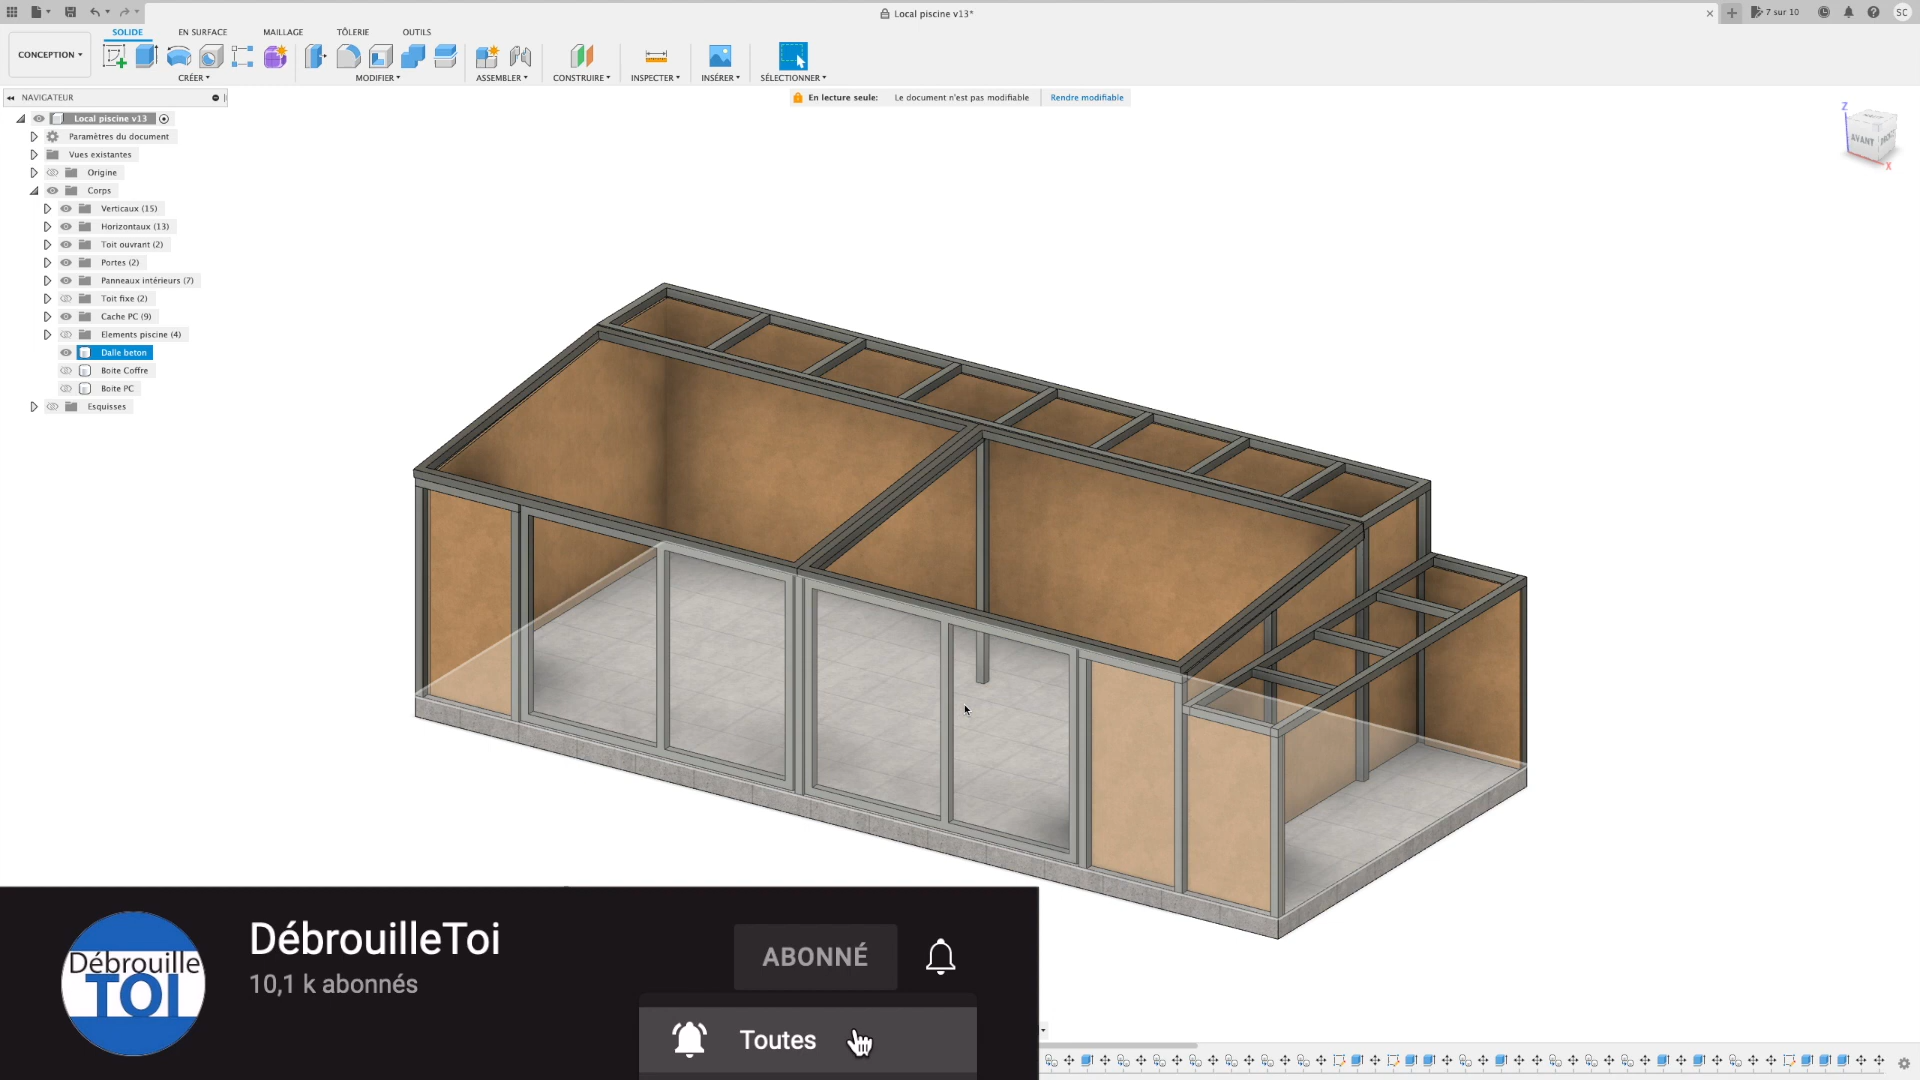 Local piscine v13*
7 sur 10
SC
CONCEPTION
SOLIDE
EN SURFACE
MAILLAGE
TÔLERIE
OUTILS
CRÉER
MODIFIER
ASSEMBLER
CONSTRUIRE
INSPECTER
INSÉRER
SÉLECTIONNER
NAVIGATEUR
En lecture seule:
Le document n'est pas modifiable
Rendre modifiable
Local piscine v13
Paramètres du document
Vues existantes
Origine
Corps
Verticaux (15)
Horizontaux (13)
Toit ouvrant (2)
Portes (2)
Panneaux intérieurs (7)
Toit fixe (2)
Cache PC (9)
Elements piscine (4)
Dalle beton
Boite Coffre
Boite PC
Esquisses
Z
AVANT
X
Débrouille
TOI
DébrouilleToi
10,1 k abonnés
ABONNÉ
Toutes